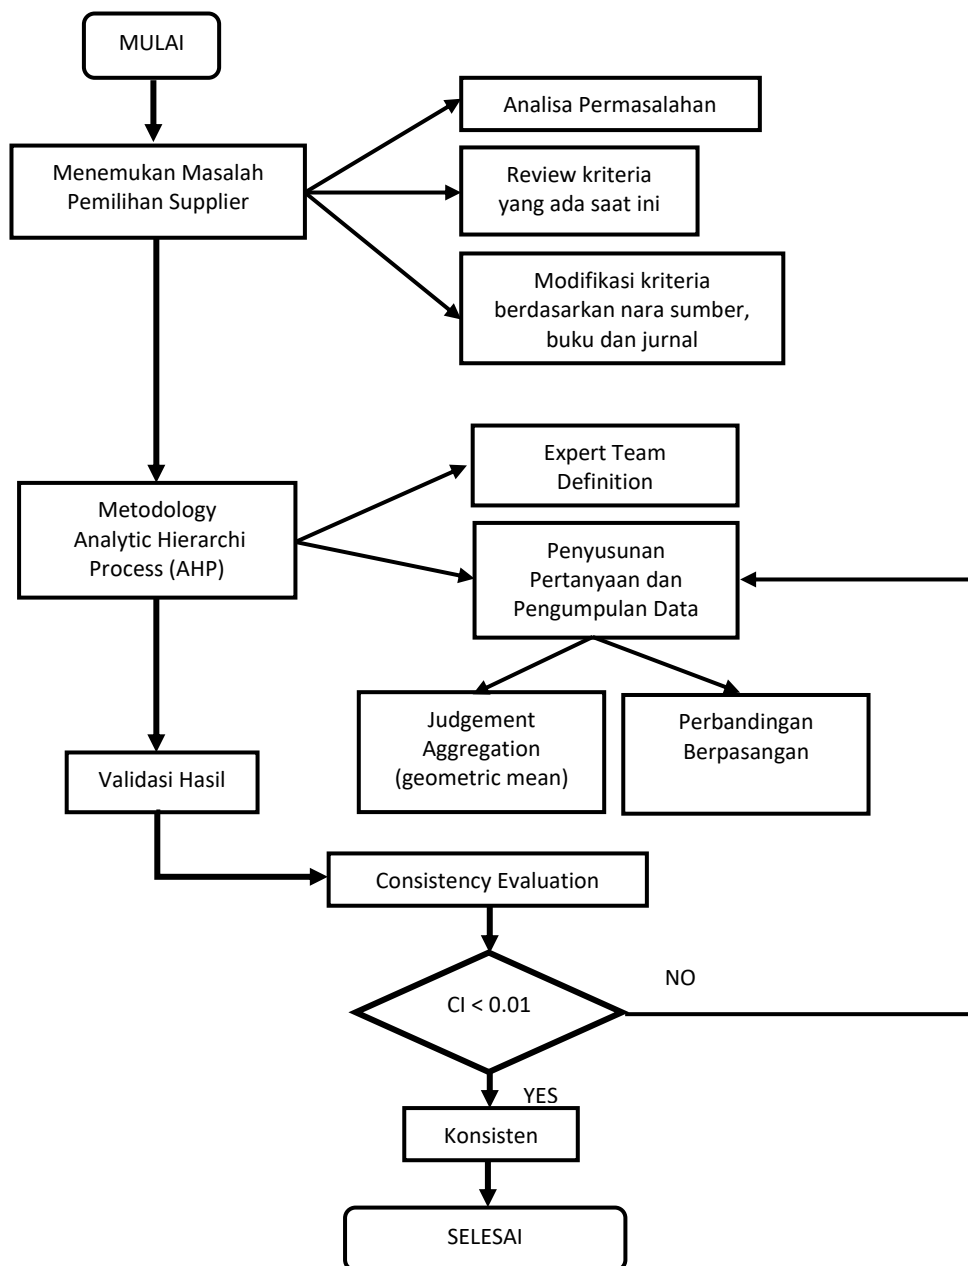 MULAI
Analisa Permasalahan
Menemukan Masalah
Pemilihan Supplier
Review kriteria
yang ada saat ini
Modifikasi kriteria
berdasarkan nara sumber,
buku dan jurnal
Expert Team
Definition
Metodology
Analytic Hierarchi
Process (AHP)
Penyusunan
Pertanyaan dan
Pengumpulan Data
Judgement
Aggregation
(geometric mean)
Perbandingan
Berpasangan
Validasi Hasil
Consistency Evaluation
CI < 0.01
NO
YES
Konsisten
SELESAI